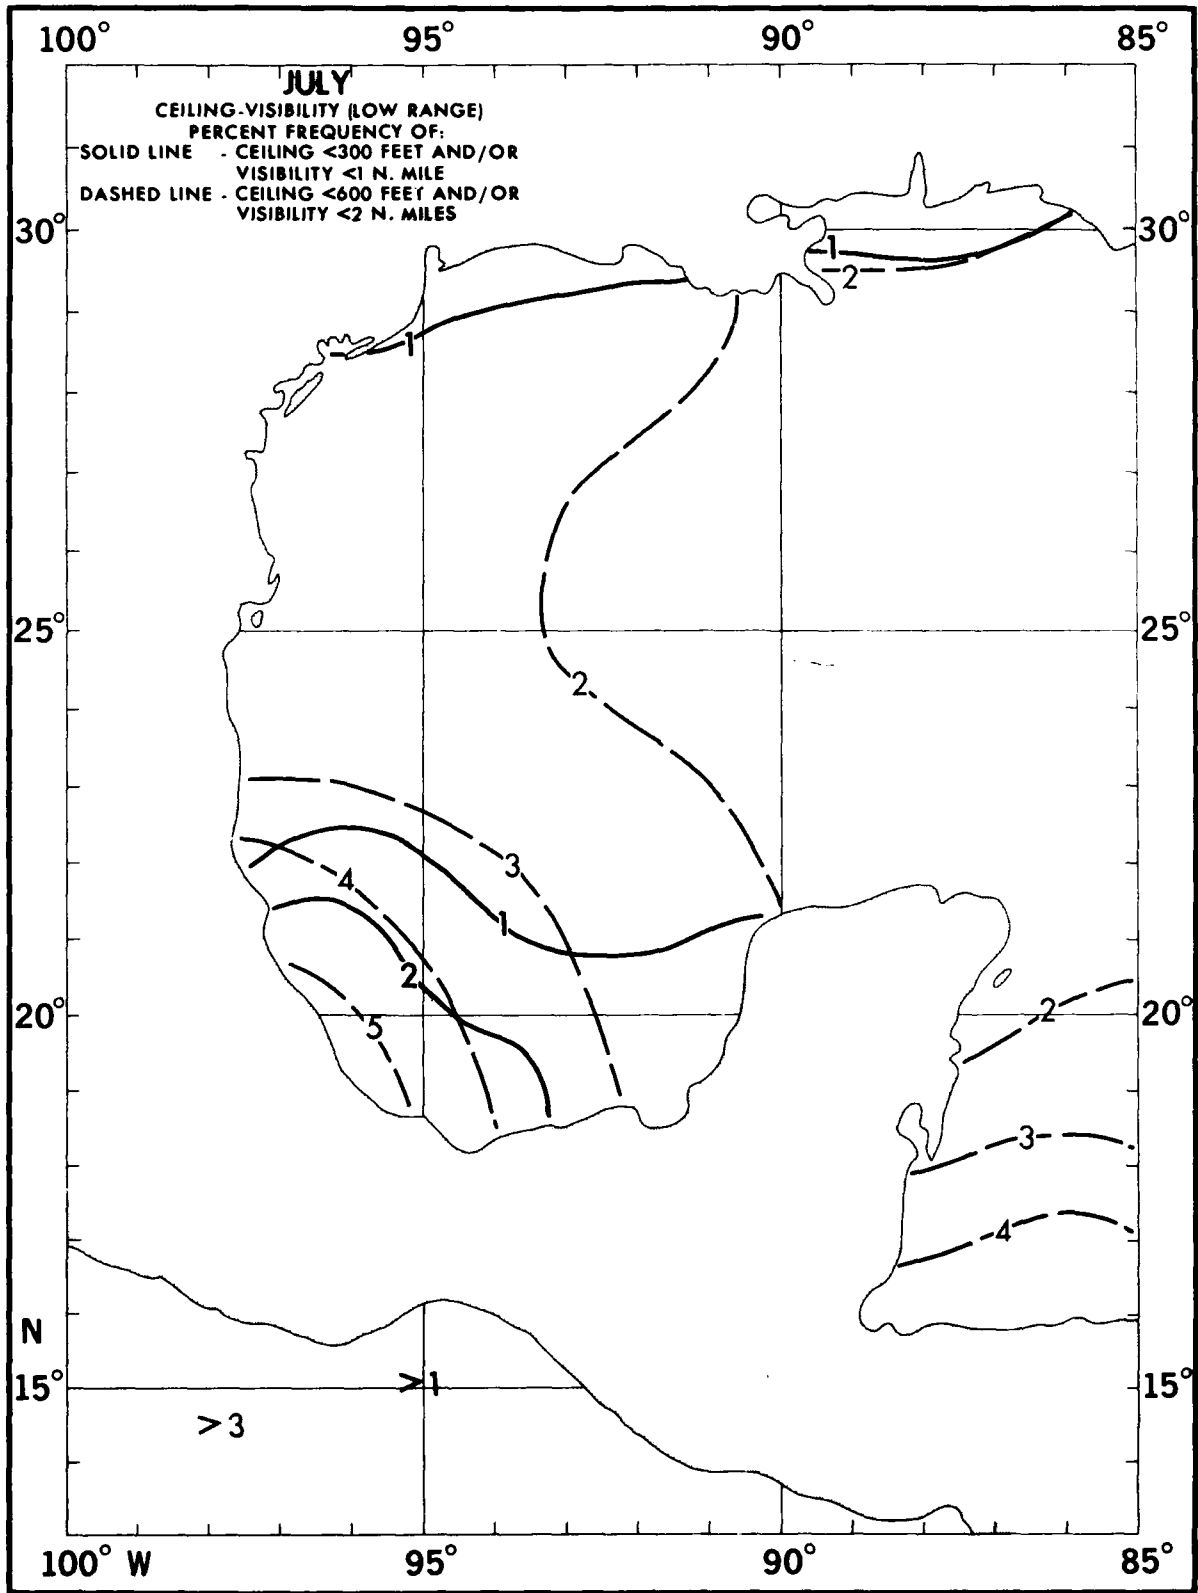 100° 95° 90° 85°
JULY
CEILING-VISIBILITY (LOW RANGE)
PERCENT FREQUENCY OF:
SOLID LINE - CEILING <300 FEET AND/OR
VISIBILITY <1 N. MILE
DASHED LINE - CEILING <600 FEET AND/OR
VISIBILITY <2 N. MILES
30° 30°
1
2
1
25° 25°
2
3
4
1
2
20° 2 20°
5
3
4
N
15° >1 15°
>3
100° W 95° 90° 85°